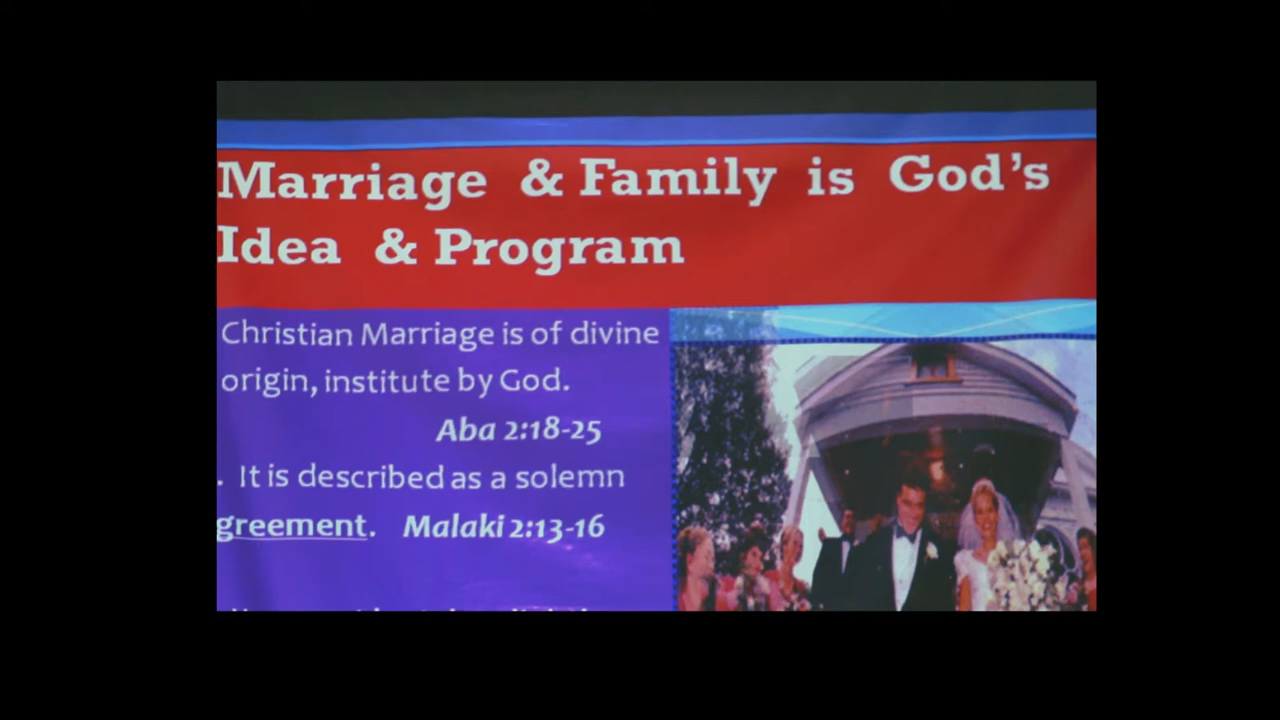 Marriage & Family is God's
Idea & Program
Christian Marriage is of divine
origin, institute by God.
Aba 2:18-25
. It is described as a solemn
greement. Malaki 2:13-16